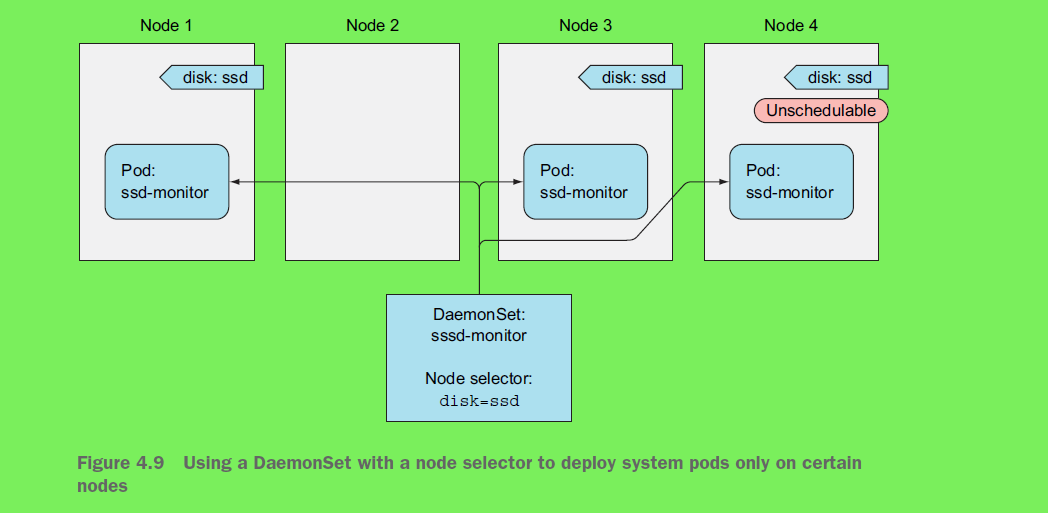 Node 1
Node 2
Node 3
Node 4
disk: ssd
disk: ssd
disk: ssd
Unschedulable
Pod:
ssd-monitor
Pod:
ssd-monitor
Pod:
ssd-monitor
DaemonSet:
sssd-monitor
Node selector:
disk=ssd
Figure 4.9 Using a DaemonSet with a node selector to deploy system pods only on certain
nodes